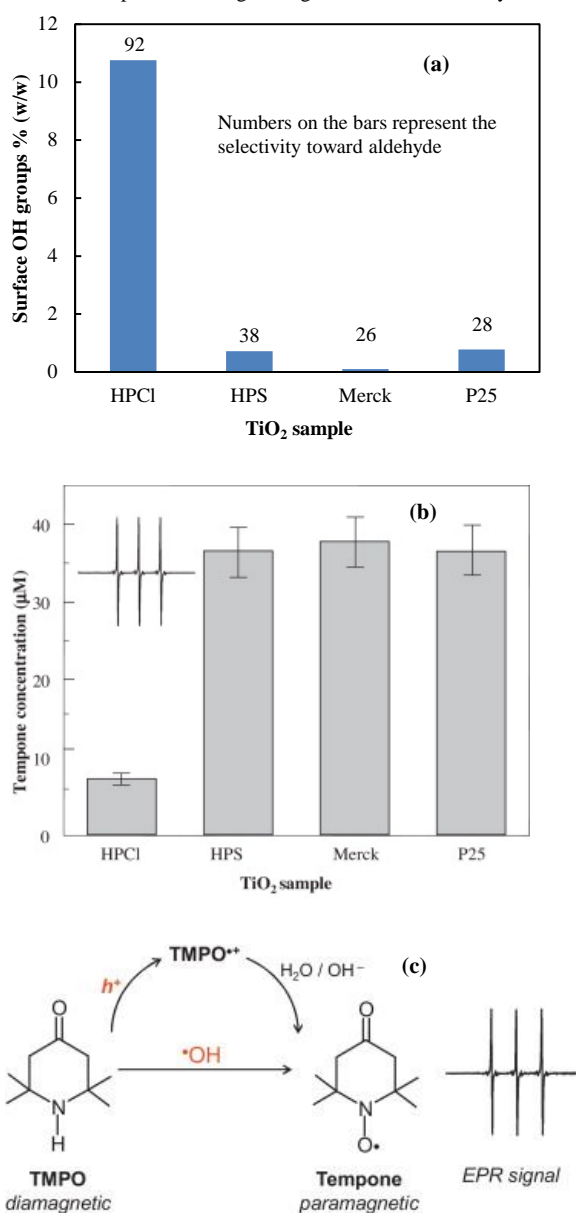 12
10
8
6
4
2
0
Surface OH groups % (w/w)
92
(a)
Numbers on the bars represent the
selectivity toward aldehyde
38
26
28
HPCl
HPS
Merck
P25
TiO₂ sample
40
30
20
10
0
Tempone concentration (µM)
(b)
HPCl
HPS
Merck
P25
TiO₂ sample
TMPO•+
(c)
h⁺
H₂O / OH⁻
O
•OH
O
N
H
N
O•
TMPO
diamagnetic
Tempone
paramagnetic
EPR signal